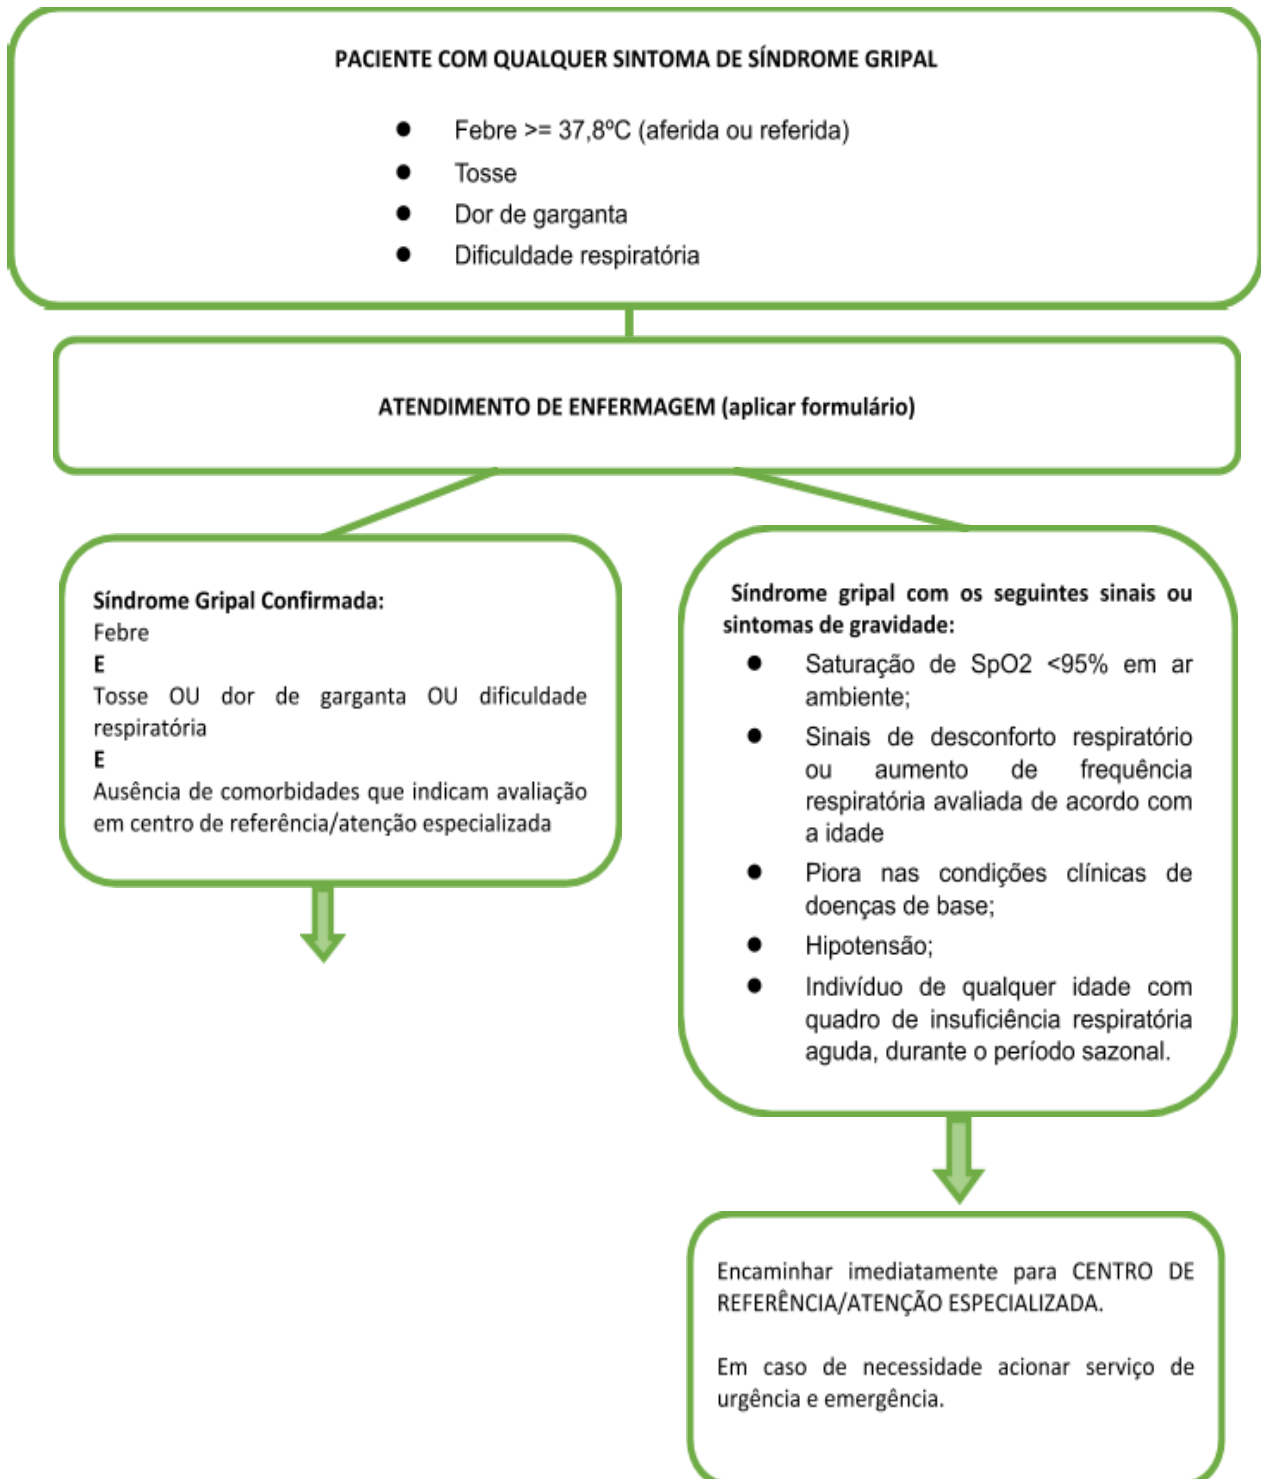 PACIENTE COM QUALQUER SINTOMA DE SÍNDROME GRIPAL
● Febre >= 37,8ºC (aferida ou referida)
● Tosse
● Dor de garganta
● Dificuldade respiratória
ATENDIMENTO DE ENFERMAGEM (aplicar formulário)
Síndrome Gripal Confirmada:
Febre
E
Tosse OU dor de garganta OU dificuldade
respiratória
E
Ausência de comorbidades que indicam avaliação
em centro de referência/atenção especializada
Síndrome gripal com os seguintes sinais ou
sintomas de gravidade:
● Saturação de SpO2 <95% em ar
ambiente;
● Sinais de desconforto respiratório
ou aumento de frequência
respiratória avaliada de acordo com
a idade
● Piora nas condições clínicas de
doenças de base;
● Hipotensão;
● Indivíduo de qualquer idade com
quadro de insuficiência respiratória
aguda, durante o período sazonal.
Encaminhar imediatamente para CENTRO DE
REFERÊNCIA/ATENÇÃO ESPECIALIZADA.
Em caso de necessidade acionar serviço de
urgência e emergência.